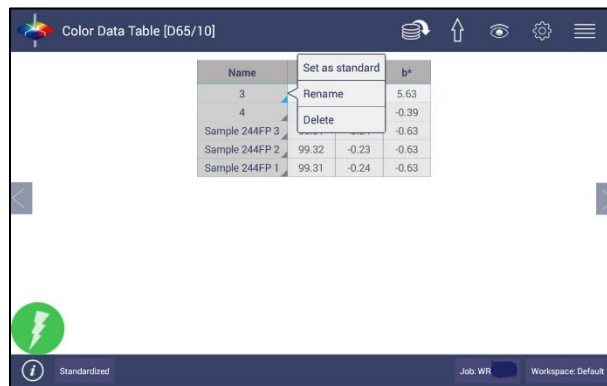 Color Data Table [D65/10]
Name b*
Set as standard
3 Rename 5.63
4 -0.39
Delete
Sample 244FP 3 -0.63
Sample 244FP 2 99.32 -0.23 -0.63
Sample 244FP 1 99.31 -0.24 -0.63
i Standardized Job: WR Workspace: Default